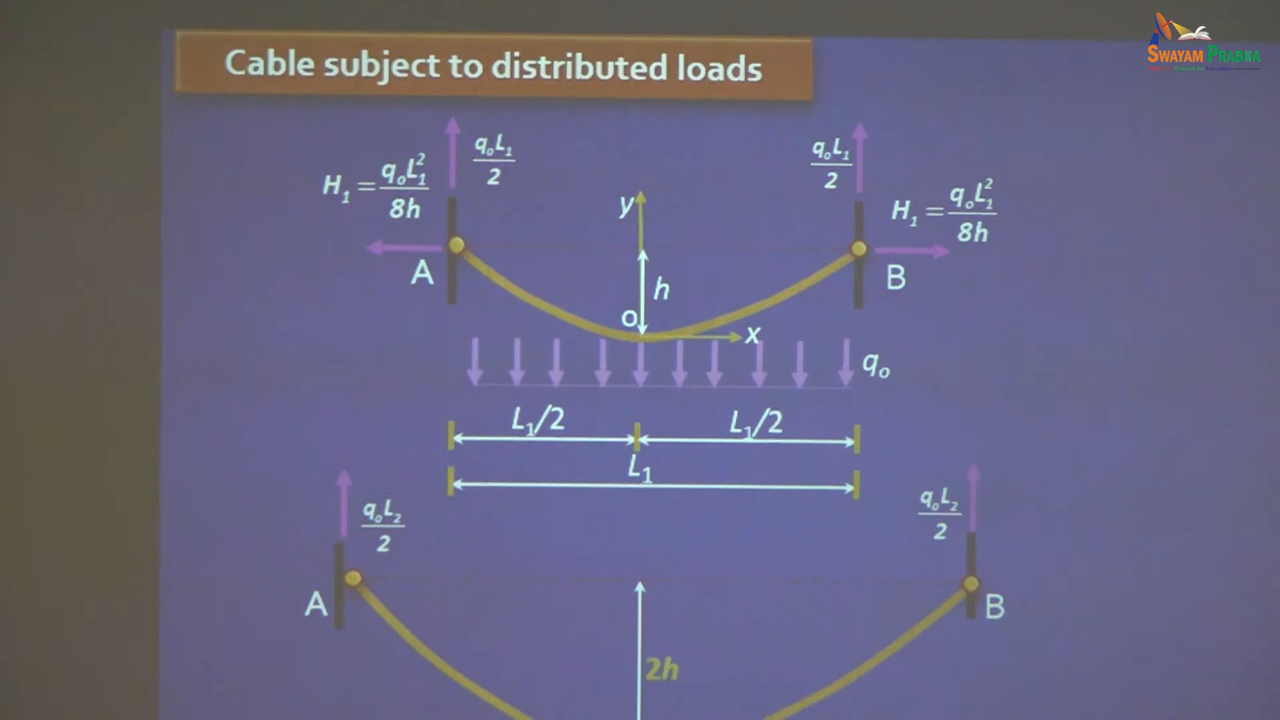 SWAYAM PRABHA
Cable subject to distributed loads
q₀L₁/2
q₀L₁/2
H₁ = q₀L₁²/8h
H₁ = q₀L₁²/8h
y
A
h
B
O
x
q₀
L₁/2
L₁/2
L₁
q₀L₂/2
q₀L₂/2
A
B
2h